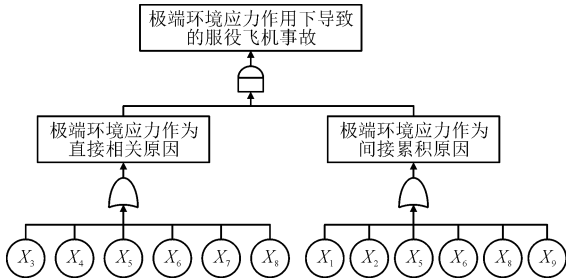 极端环境应力作用下导致
的服役飞机事故
极端环境应力作为
直接相关原因
极端环境应力作为
间接累积原因
X3 X4 X5 X6 X7 X8 X1 X2 X5 X6 X8 X9